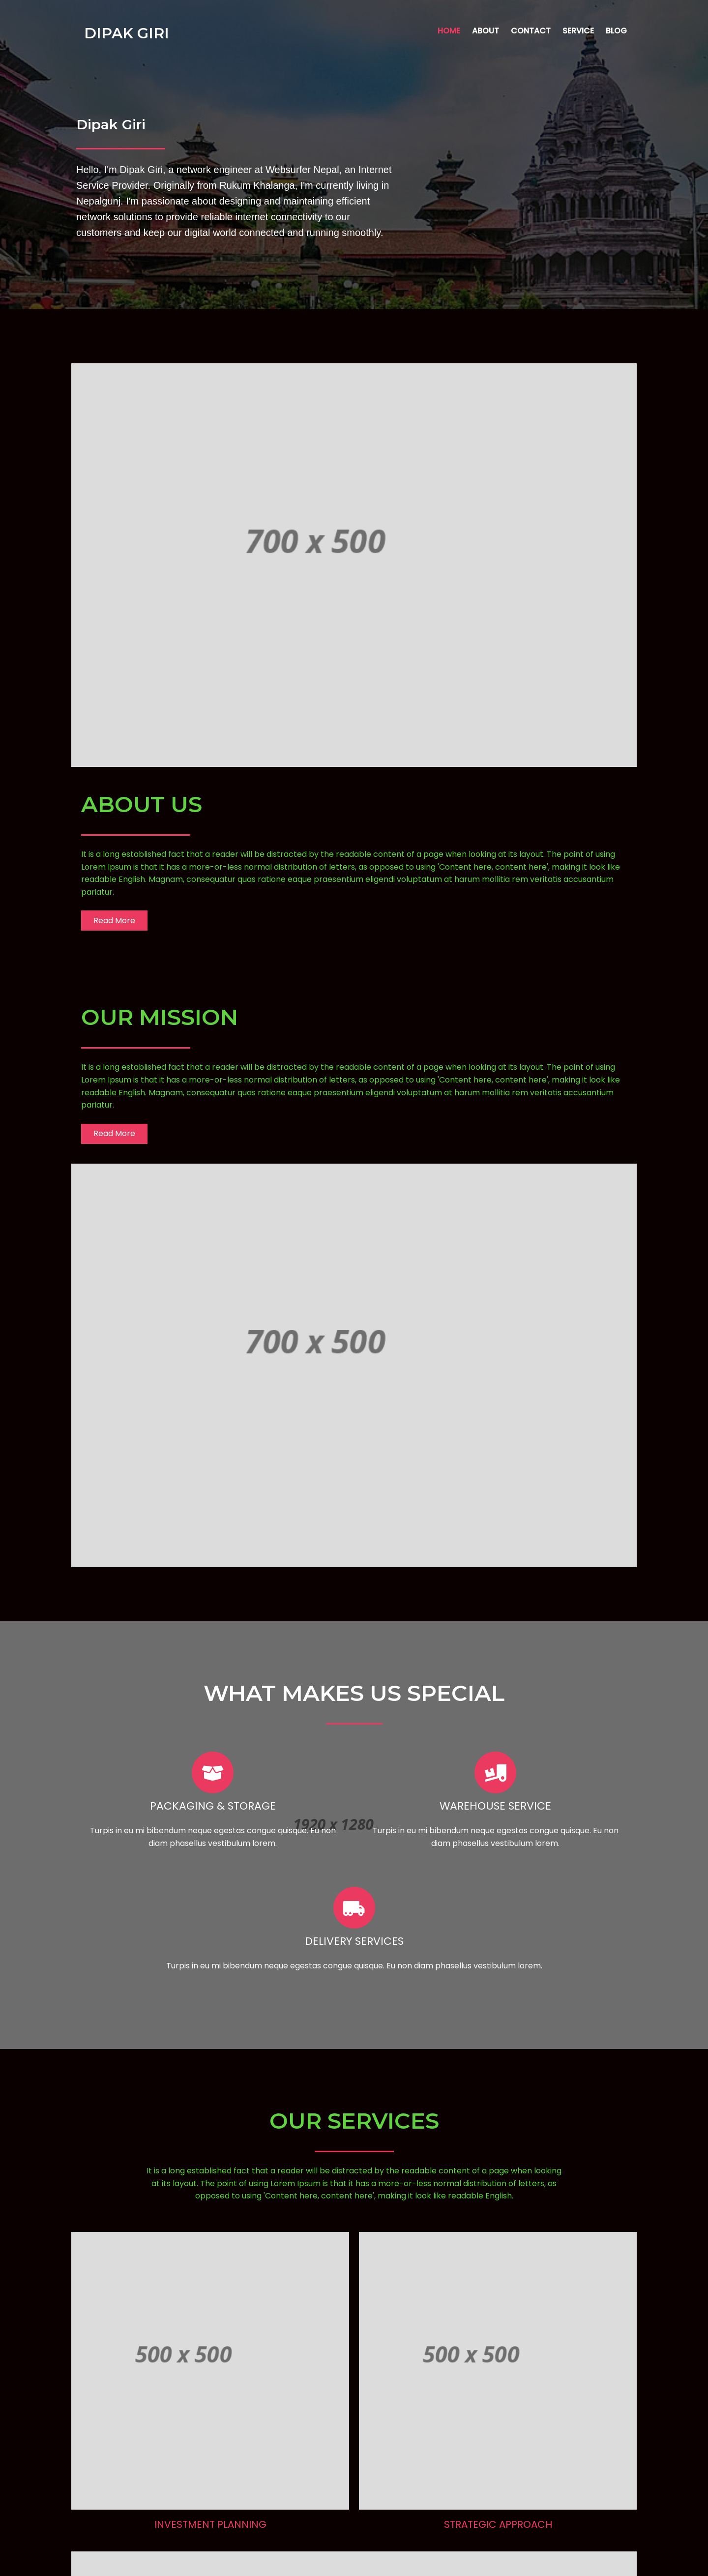 DIPAK GIRI
HOME ABOUT CONTACT SERVICE BLOG
Dipak Giri
Hello, I'm Dipak Giri, a network engineer at Websurfer Nepal, an Internet
Service Provider. Originally from Rukum Khalanga, I'm currently living in
Nepalgunj. I'm passionate about designing and maintaining efficient
network solutions to provide reliable internet connectivity to our
customers and keep our digital world connected and running smoothly.
700 x 500
ABOUT US
It is a long established fact that a reader will be distracted by the readable content of a page when looking at its layout. The point of using
Lorem Ipsum is that it has a more-or-less normal distribution of letters, as opposed to using 'Content here, content here', making it look like
readable English. Magnam, consequatur quas ratione eaque praesentium eligendi voluptatum at harum mollitia rem veritatis accusantium
pariatur.
Read More
OUR MISSION
It is a long established fact that a reader will be distracted by the readable content of a page when looking at its layout. The point of using
Lorem Ipsum is that it has a more-or-less normal distribution of letters, as opposed to using 'Content here, content here', making it look like
readable English. Magnam, consequatur quas ratione eaque praesentium eligendi voluptatum at harum mollitia rem veritatis accusantium
pariatur.
Read More
700 x 500
WHAT MAKES US SPECIAL
PACKAGING & STORAGE
Turpis in eu mi bibendum neque egestas congue quisque. Eu non
diam phasellus vestibulum lorem.
WAREHOUSE SERVICE
Turpis in eu mi bibendum neque egestas congue quisque. Eu non
diam phasellus vestibulum lorem.
1920 x 1280
DELIVERY SERVICES
Turpis in eu mi bibendum neque egestas congue quisque. Eu non diam phasellus vestibulum lorem.
OUR SERVICES
It is a long established fact that a reader will be distracted by the readable content of a page when looking
at its layout. The point of using Lorem Ipsum is that it has a more-or-less normal distribution of letters, as
opposed to using 'Content here, content here', making it look like readable English.
500 x 500
INVESTMENT PLANNING
500 x 500
STRATEGIC APPROACH